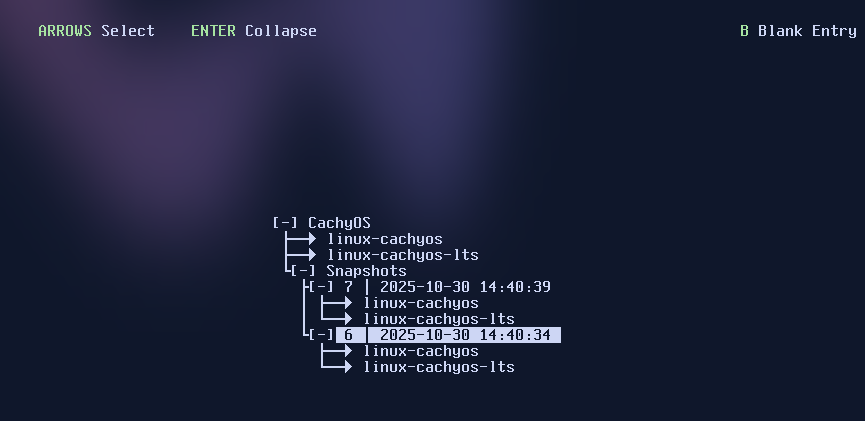 ARROWS Select ENTER Collapse B Blank Entry
[-] CachyOS
linux-cachyos
linux-cachyos-lts
[-] Snapshots
[-] 7 | 2025-10-30 14:40:39
linux-cachyos
linux-cachyos-lts
[-] 6 | 2025-10-30 14:40:34
linux-cachyos
linux-cachyos-lts